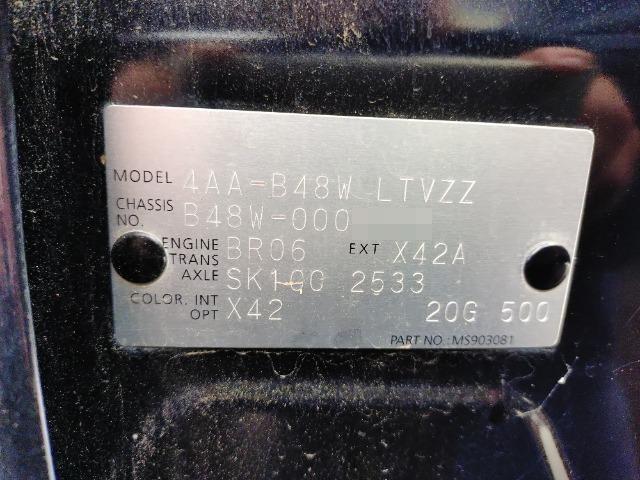 MODEL 4AA-B48W LTVZZ
CHASSIS NO. B48W-000
ENGINE BR06 EXT X42A
TRANS AXLE 2533
COLOR. INT X42
OPT 20G 500
PART NO.:MS903081